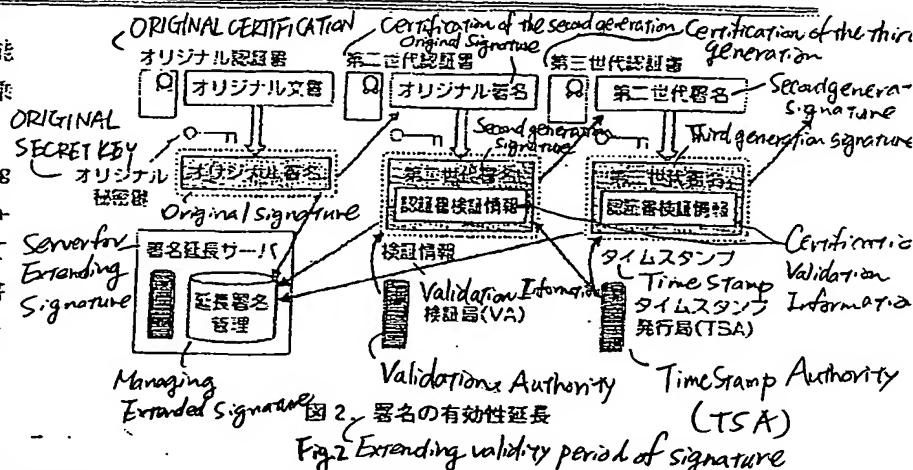 ORIGINAL CERTIFICATION
Certification of the second generation
Certification of the third
generation
オリジナル認証書
第二世代認証書
Original Signature
第三世代認証書
オリジナル文書
オリジナル署名
第二世代署名
Second genera-
Signature
ORIGINAL
SECRET KEY
オリジナル
秘密鍵
Second generation
Signature
Third generation signature
オリジナル署名
第二世代署名
第三世代署名
認証書検証情報
認証書検証情報
Original Signature
Server for
Extending
Signature
署名延長サーバ
延長署名
管理
検証情報
Validation Information
検証局(VA)
タイムスタンプ
Time Stamp
タイムスタンプ
発行局(TSA)
Validation
Information
Managing
Extended Signature
Validation Authority
Time Stamp Authority
(TSA)
図 2. 署名の有効性延長
Fig.2 Extending validity period of signature